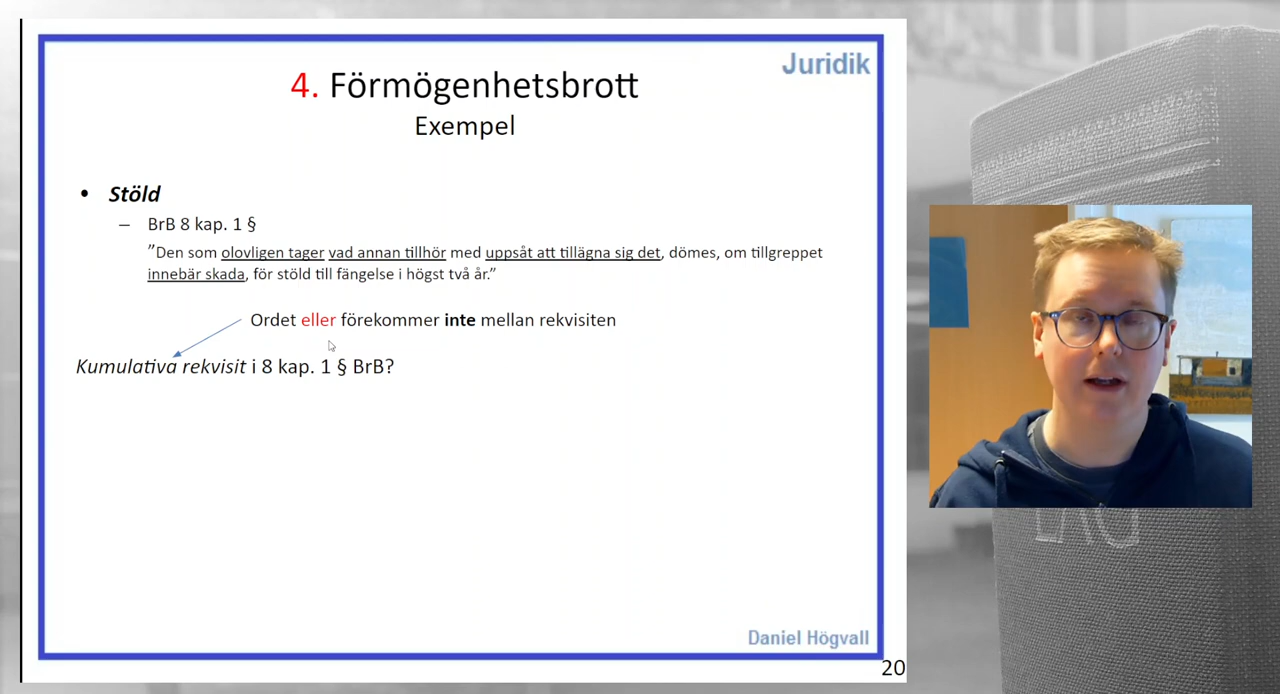 Juridik
4. Förmögenhetsbrott
Exempel
• Stöld
– BrB 8 kap. 1 §
”Den som olovligen tager vad annan tillhör med uppsåt att tillägna sig det, dömes, om tillgreppet
innebär skada, för stöld till fängelse i högst två år.”
Ordet eller förekommer inte mellan rekvisiten
Kumulativa rekvisit i 8 kap. 1 § BrB?
Daniel Högvall
20
LAG